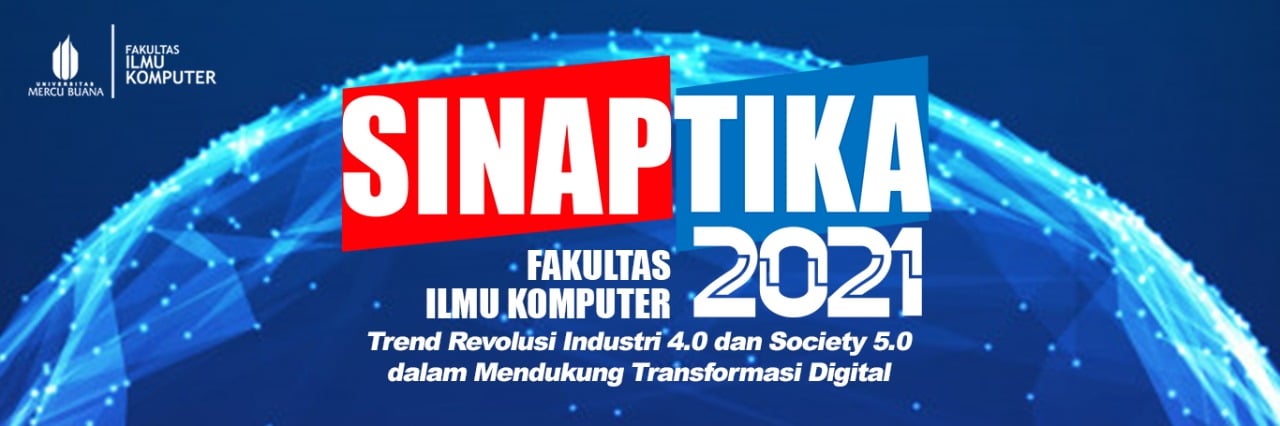 UNIVERSITAS
MERCU BUANA
FAKULTAS
ILMU
KOMPUTER
SINAPTIKA
FAKULTAS
ILMU KOMPUTER
2021
Trend Revolusi Industri 4.0 dan Society 5.0
dalam Mendukung Transformasi Digital